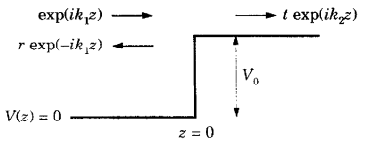 exp(ik₁z)
t exp(ik₂z)
r exp(−ik₁z)
V₀
V(z) = 0
z = 0